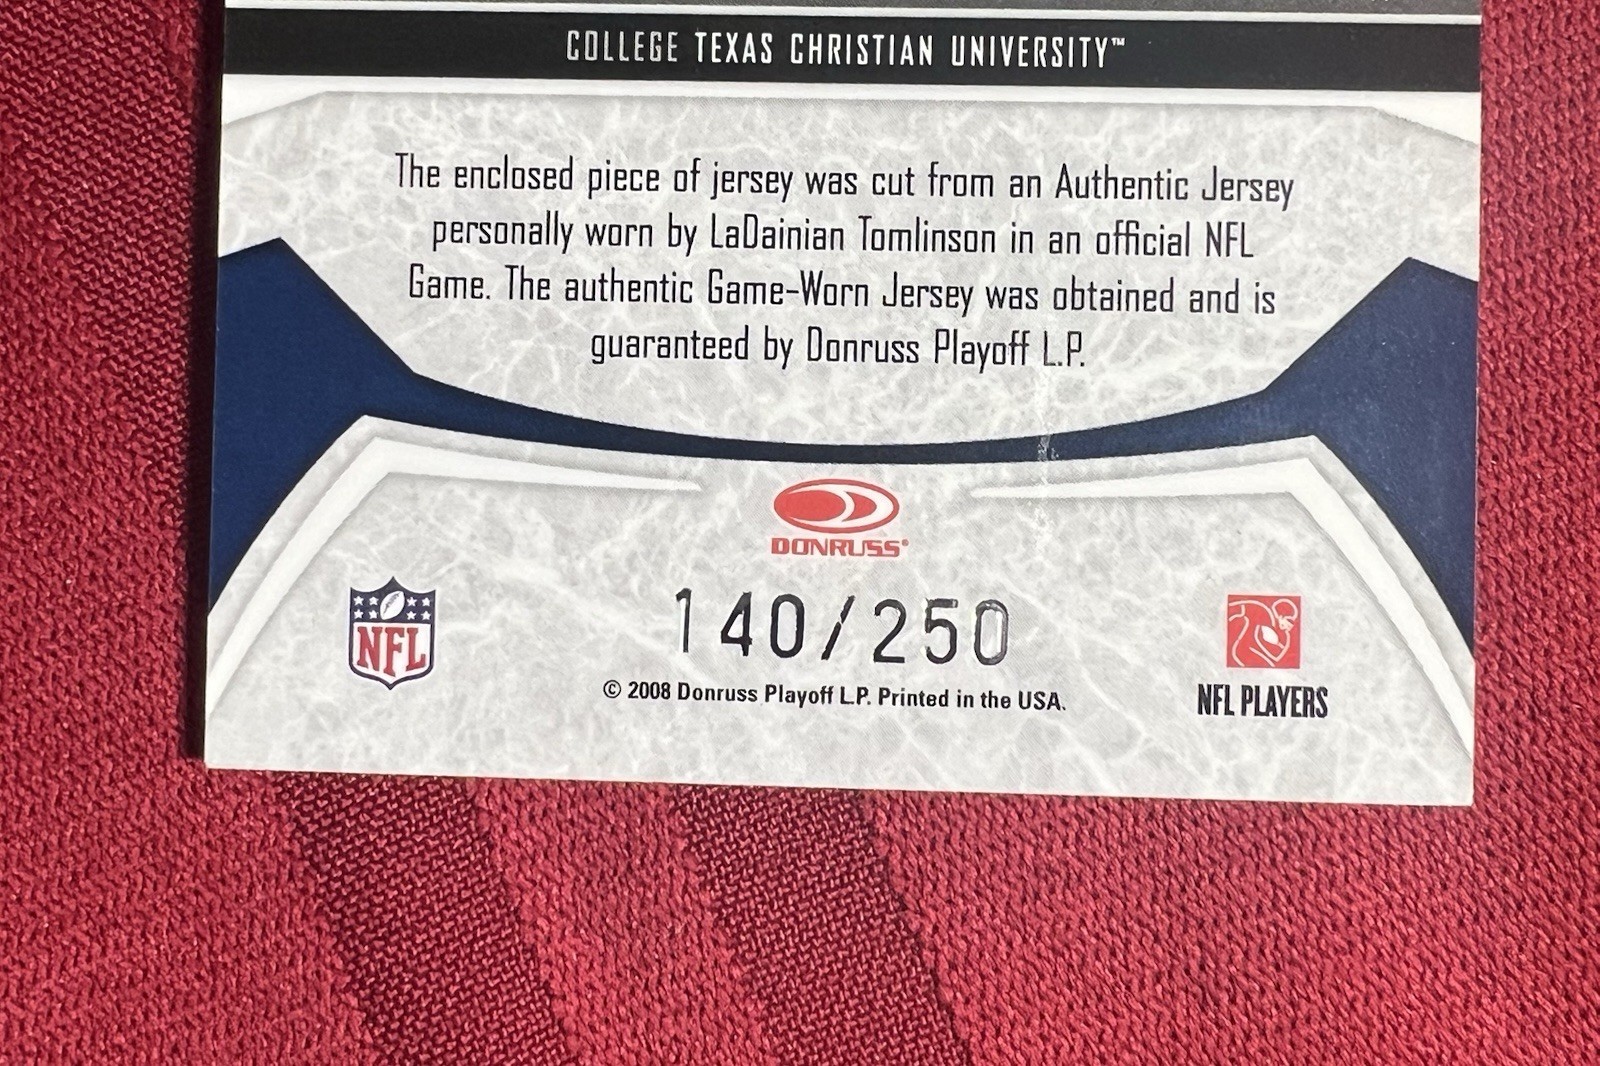 COLLEGE TEXAS CHRISTIAN UNIVERSITY™
The enclosed piece of jersey was cut from an Authentic Jersey
personally worn by LaDainian Tomlinson in an official NFL
Game. The authentic Game-Worn Jersey was obtained and is
guaranteed by Donruss Playoff L.P.
DONRUSS®
NFL
140/250
© 2008 Donruss Playoff L.P. Printed in the USA.
NFL PLAYERS